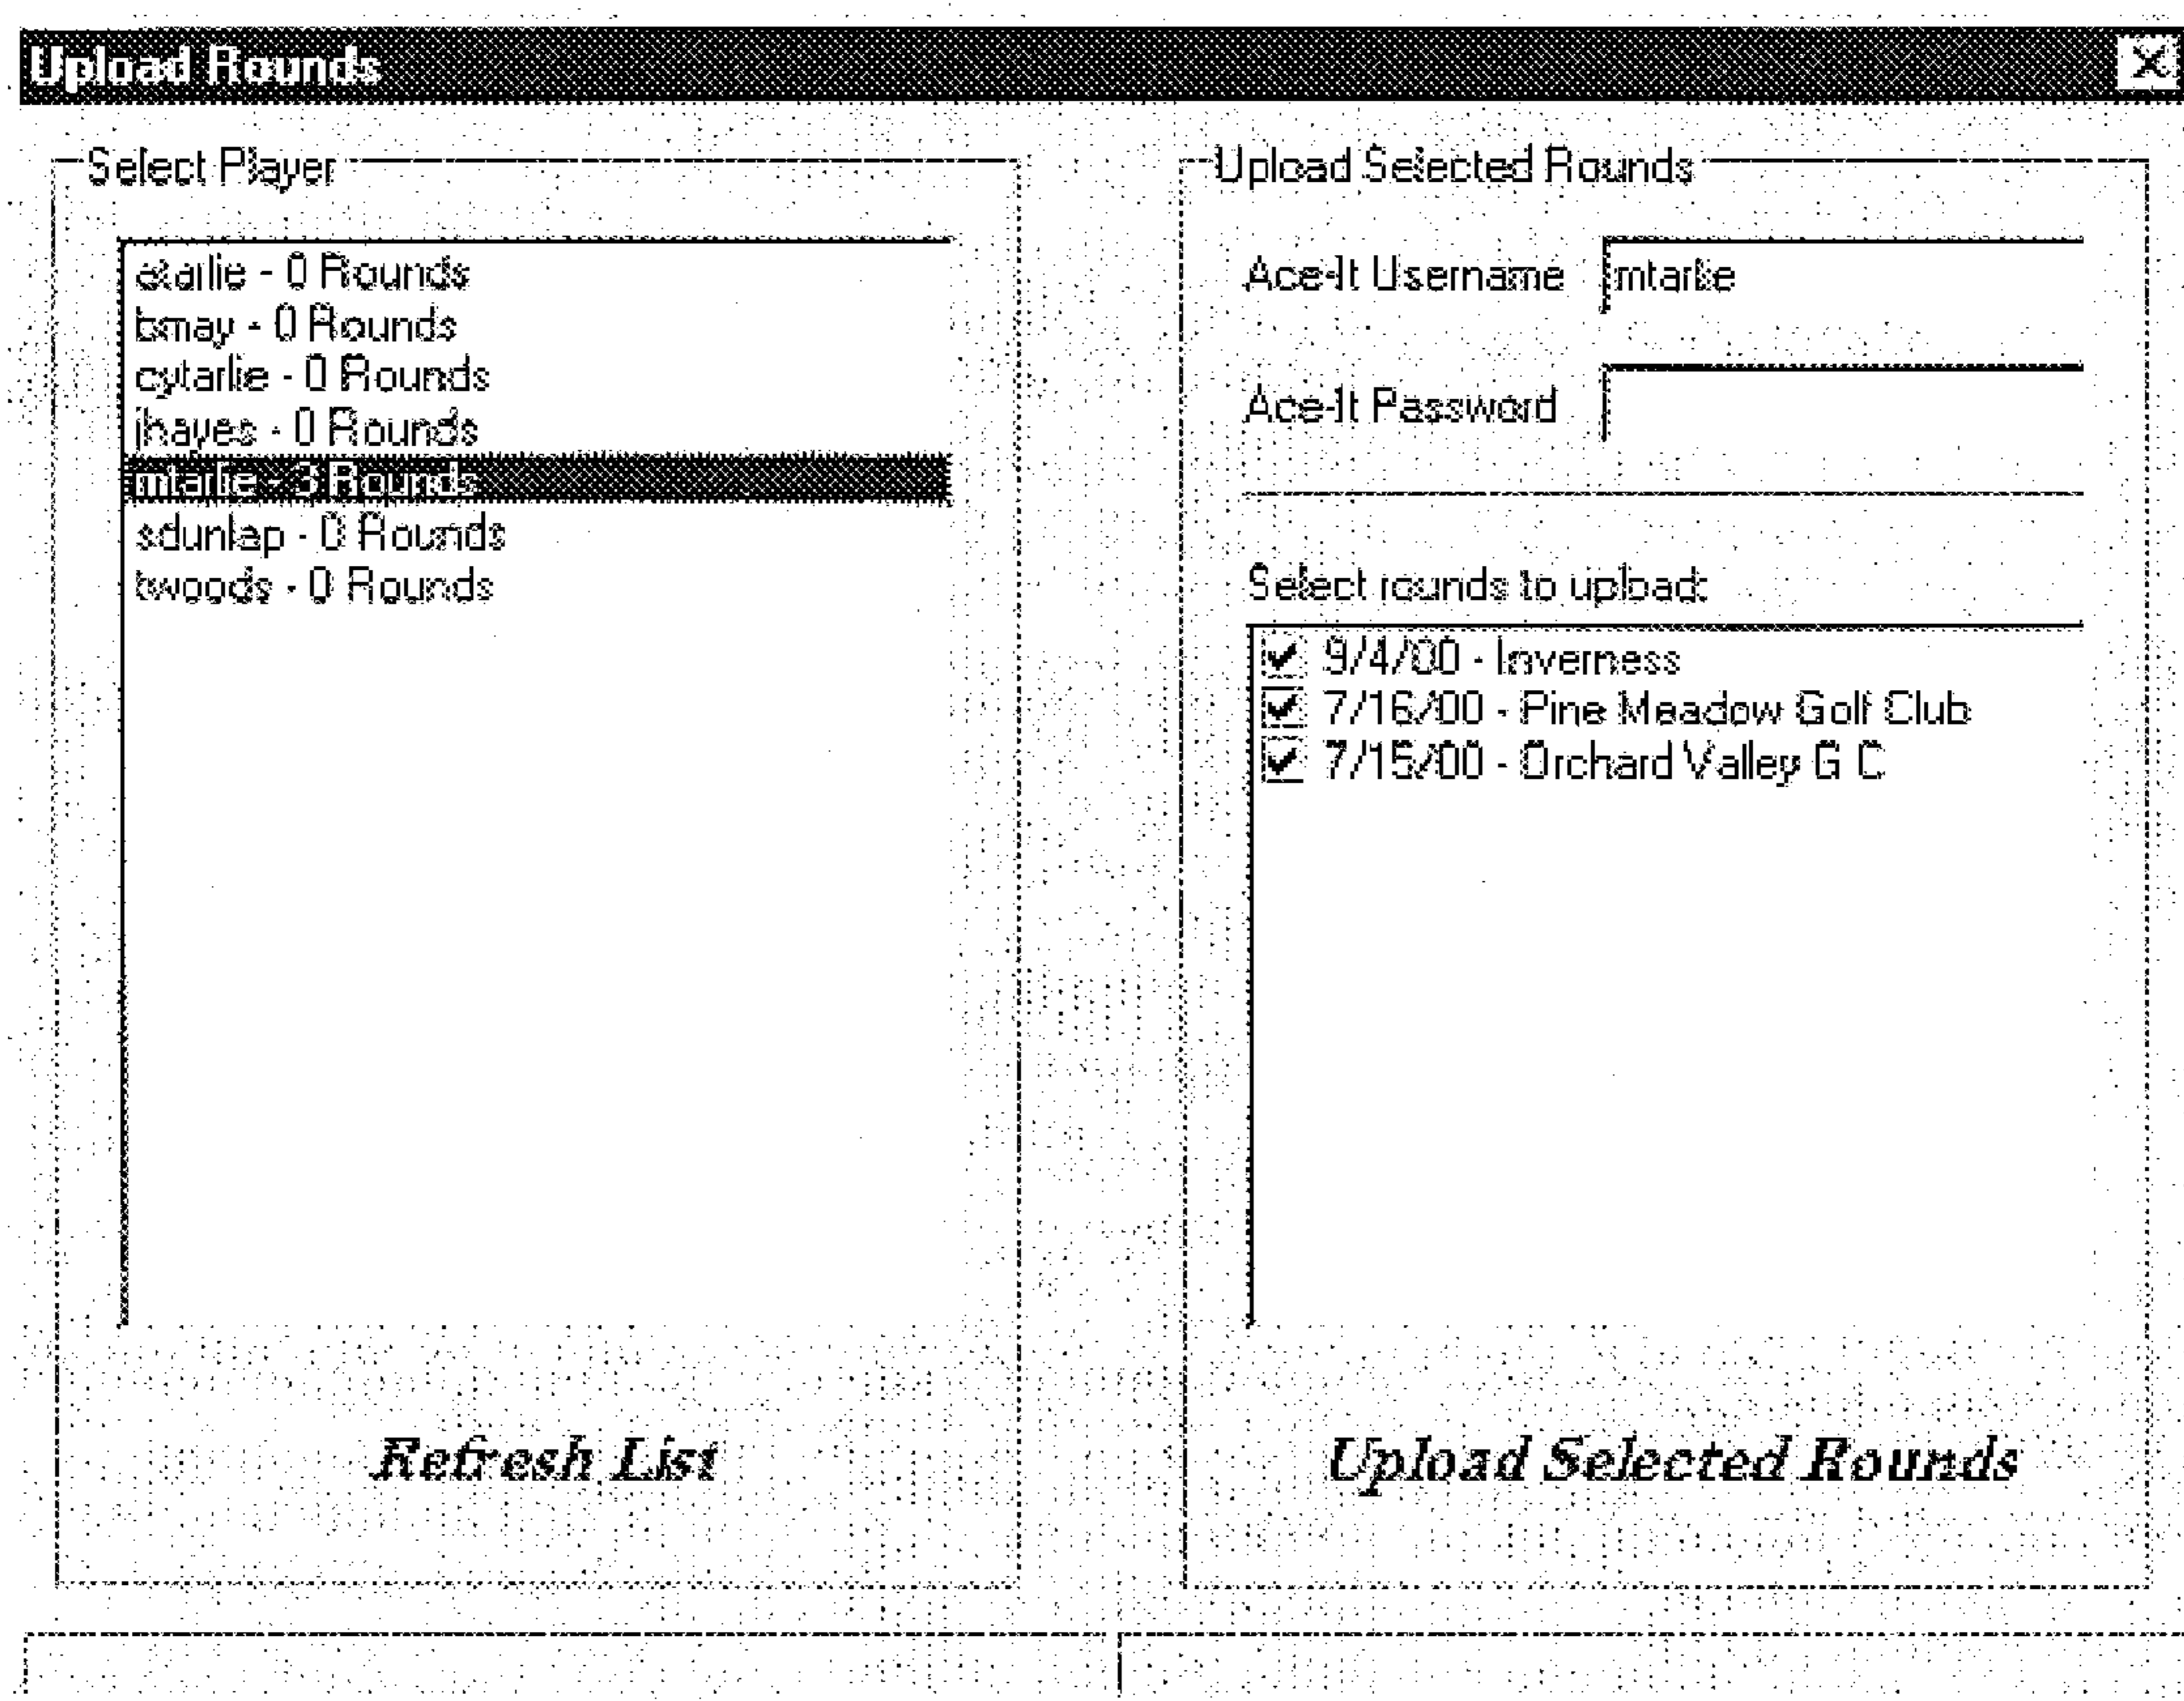 Upload Rounds
Select Player
atarlie - 0 Rounds
bmay - 0 Rounds
cytarlie - 0 Rounds
jhayes - 0 Rounds
mtarlie - 3 Rounds
sdunlap - 0 Rounds
twoods - 0 Rounds
Refresh List
Upload Selected Rounds
Ace-It Username mtarlie
Ace-It Password
Select rounds to upload:
9/4/00 - Inverness
7/16/00 - Pine Meadow Golf Club
7/15/00 - Orchard Valley G C
Upload Selected Rounds